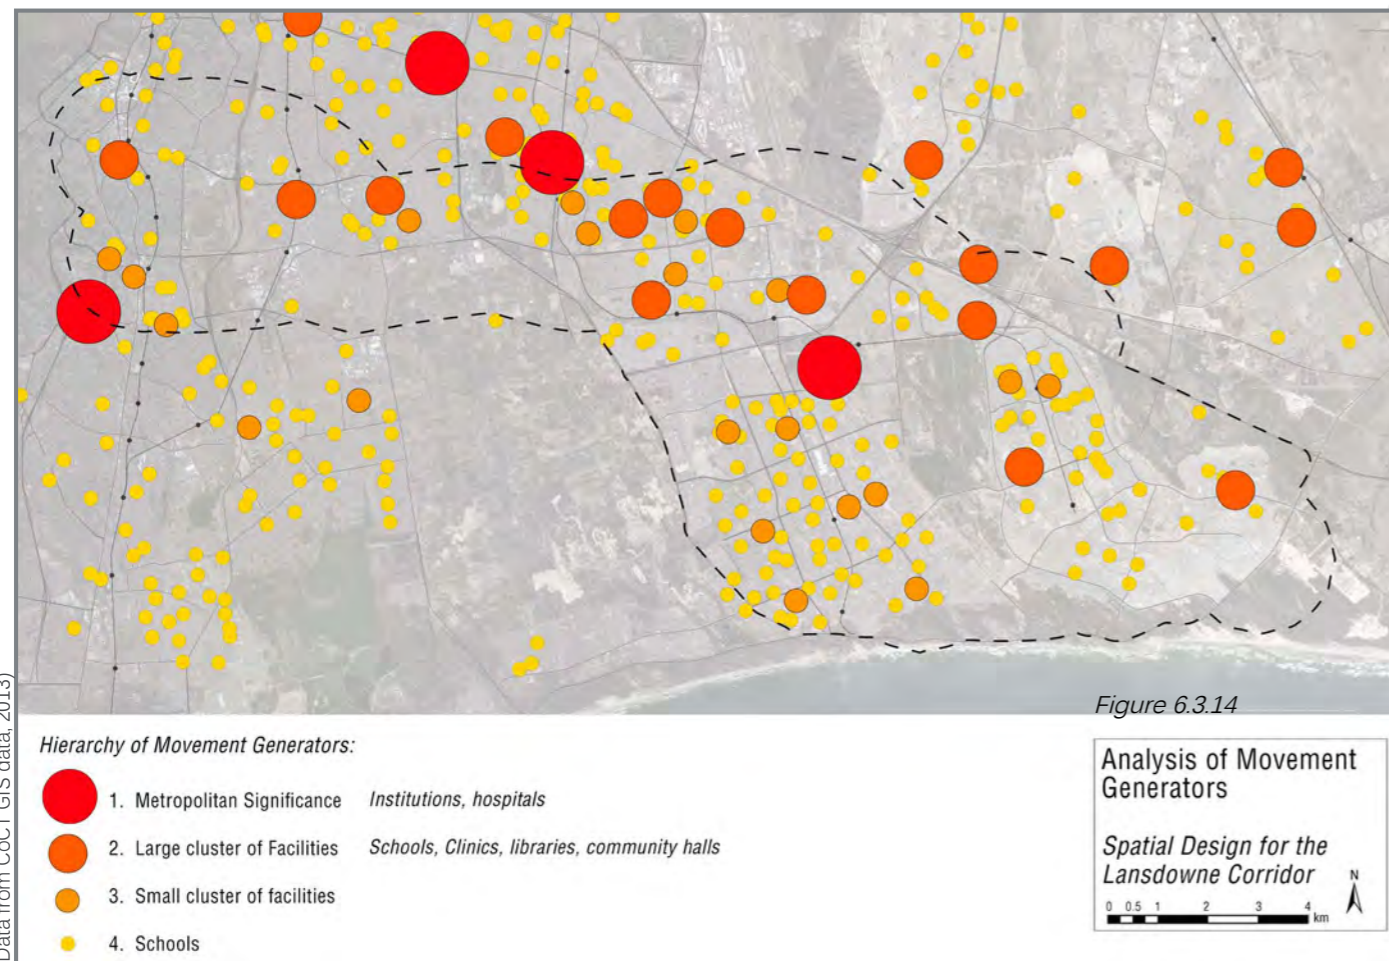 Data from CoCT GIS data, 2013)
Figure 6.3.14
Hierarchy of Movement Generators:
1. Metropolitan Significance Institutions, hospitals
2. Large cluster of Facilities Schools, Clinics, libraries, community halls
3. Small cluster of facilities
4. Schools
Analysis of Movement
Generators
Spatial Design for the
Lansdowne Corridor
N
0 0.5 1 2 3 4
km